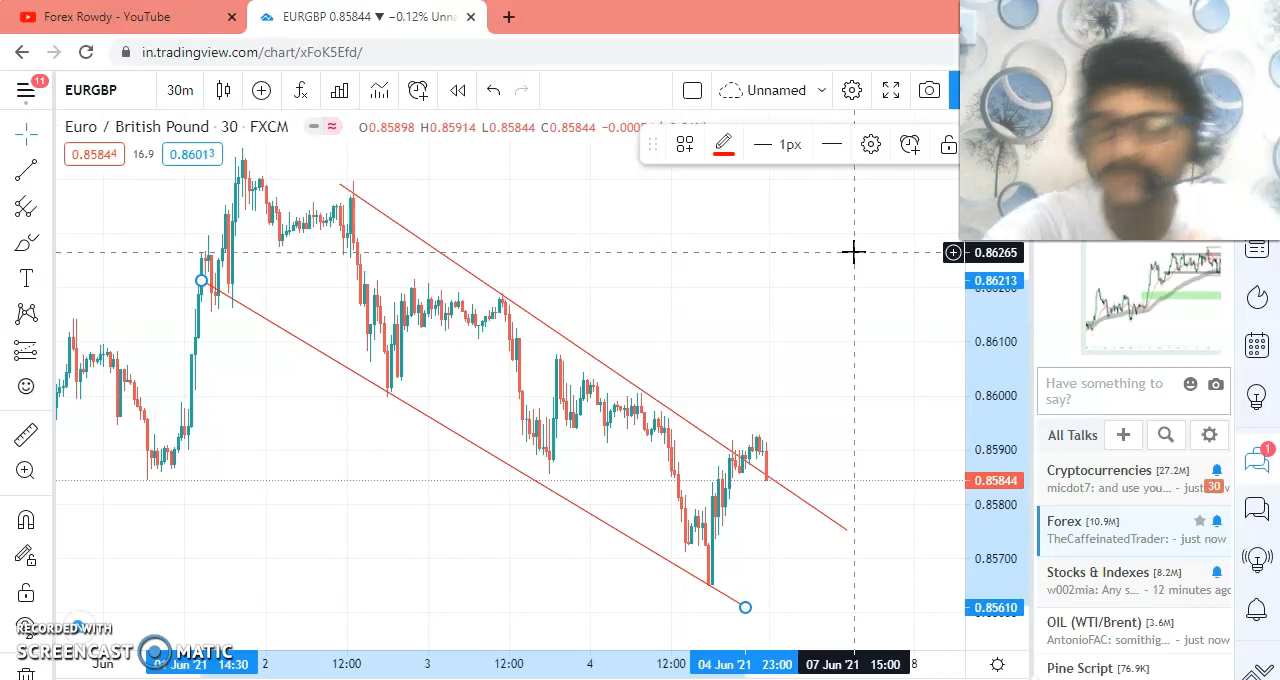 Forex Rowdy - YouTube
EURGBP 0.85844 ▼ −0.12% Unna
in.tradingview.com/chart/xFoK5Efd/
11
EURGBP
30m
Unnamed
Euro / British Pound · 30 · FXCM
O0.85898 H0.85914 L0.85844 C0.85844
0.85844
16.9
0.86013
1px
0.86265
0.86213
0.86100
0.86000
0.85900
0.85844
0.85800
0.85700
0.85610
Have something to
say?
All Talks
Cryptocurrencies [27.2M]
micdot7: and use you... - just
30
Forex [10.9M]
TheCaffeinatedTrader: - just now
Stocks & Indexes [8.2M]
w002mia: Any s... - 12 minutes ago
OIL (WTI/Brent) [3.6M]
AntonioFAC: somithig... - just now
Pine Script [76.9K]
1
RECORDED WITH
SCREENCAST MATIC
Jun
Jun '21 14:30
2
12:00
3
12:00
4
12:00
04 Jun '21 23:00
07 Jun '21 15:00
8